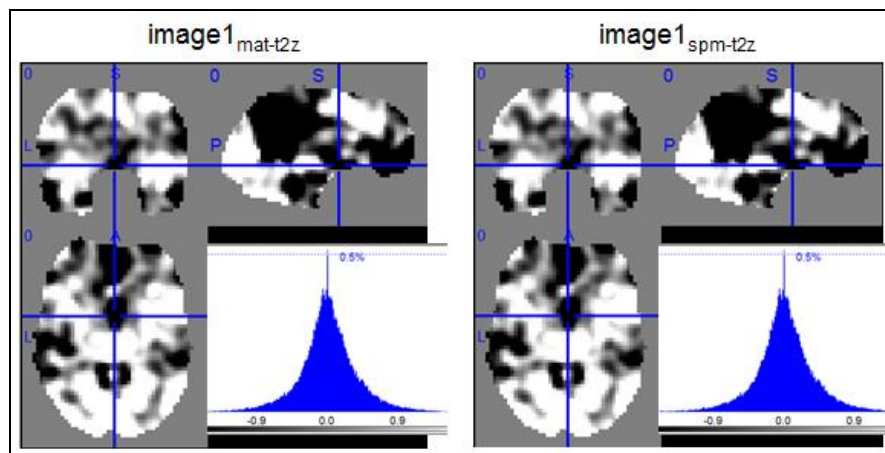 image1mat-t2z
image1spm-t2z
0 S 0 S
L P
0 A 0.5%
L
-0.9 0.0 0.9
0 S 0 S
L P
0 A 0.5%
L
-0.9 0.0 0.9